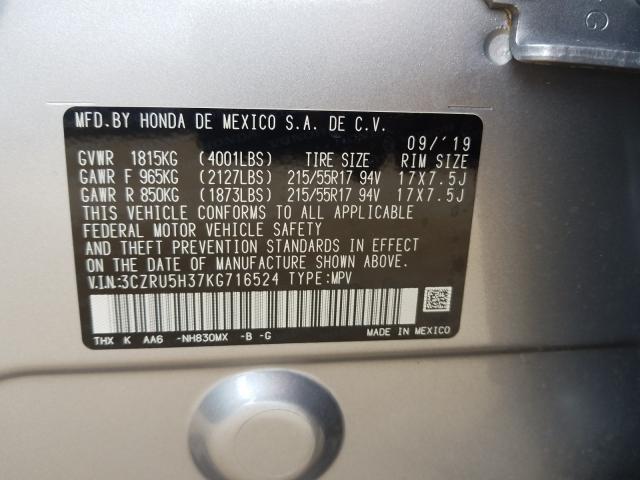 MFD.BY HONDA DE MEXICO S.A. DE C.V.
09/'19
GVWR 1815KG (4001LBS) TIRE SIZE RIM SIZE
GAWR F 965KG (2127LBS) 215/55R17 94V 17X7.5J
GAWR R 850KG (1873LBS) 215/55R17 94V 17X7.5J
THIS VEHICLE CONFORMS TO ALL APPLICABLE
FEDERAL MOTOR VEHICLE SAFETY
AND THEFT PREVENTION STANDARDS IN EFFECT
ON THE DATE OF MANUFACTURE SHOWN ABOVE.
V.I.N:3CZRU5H37KG716524 TYPE:MPV
THX K AA6 -NH830MX -B -G
MADE IN MEXICO
G